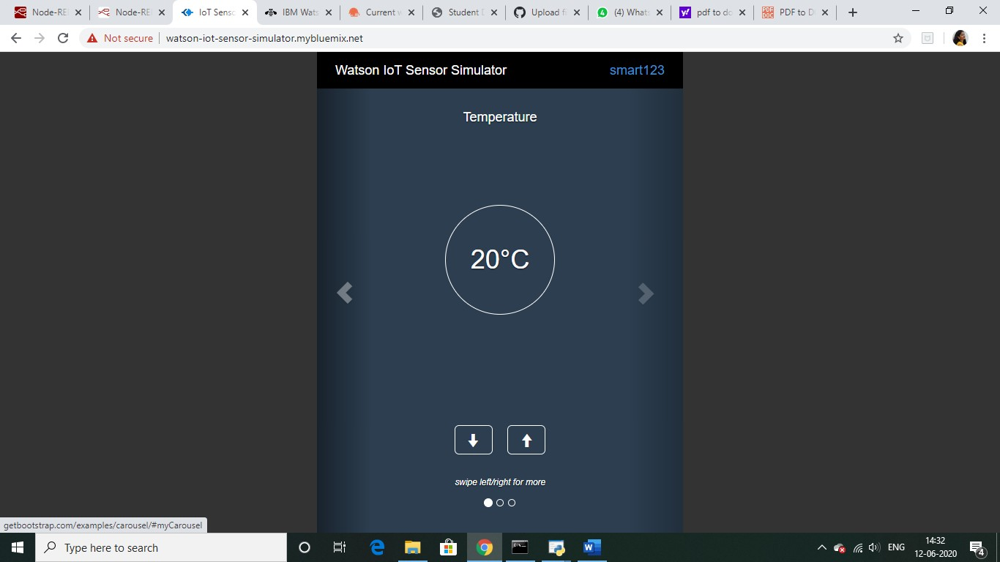 Node-RE
Node-RE
IoT Senso
IBM Wats
Current w
Student D
Upload fi
(4) Whats
pdf to do
PDF to D
Not secure
watson-iot-sensor-simulator.mybluemix.net
Watson IoT Sensor Simulator
smart123
Temperature
20°C
swipe left/right for more
getbootstrap.com/examples/carousel/#myCarousel
Type here to search
ENG
14:32
12-06-2020
4